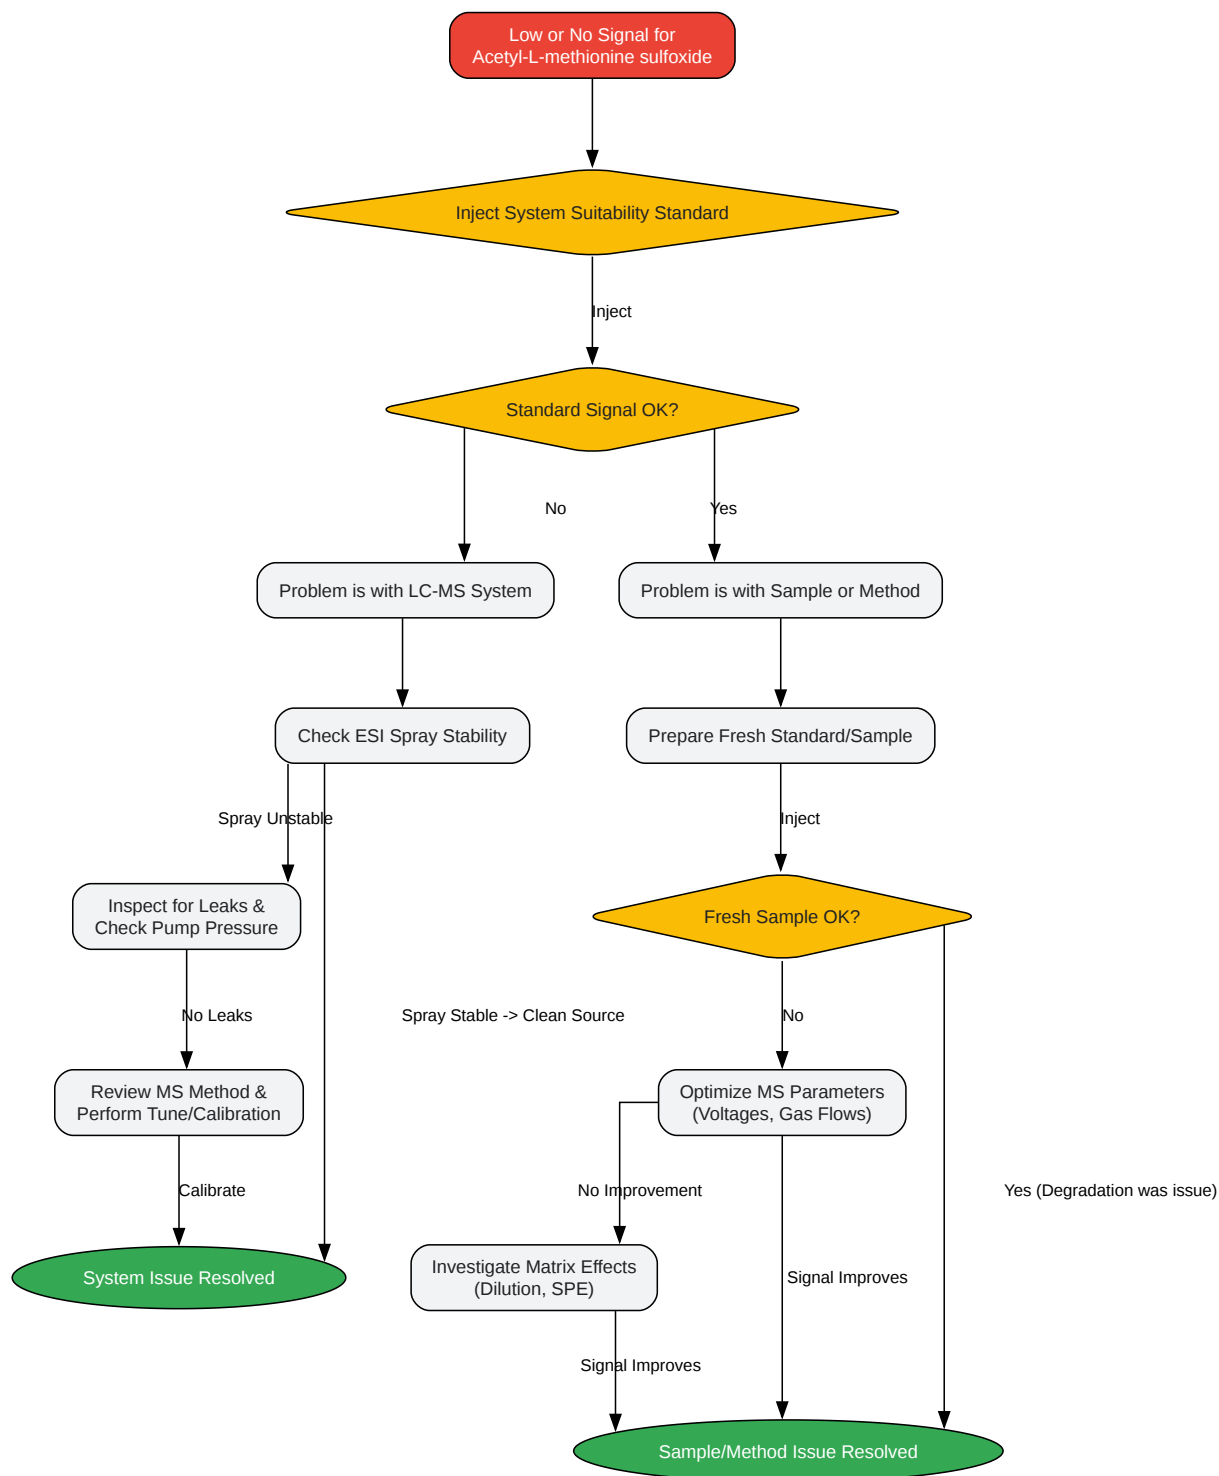 Low or No Signal for
Acetyl-L-methionine sulfoxide
Inject System Suitability Standard
Inject
Standard Signal OK?
No
Yes
Problem is with LC-MS System
Problem is with Sample or Method
Check ESI Spray Stability
Prepare Fresh Standard/Sample
Spray Unstable
Inject
Inspect for Leaks &
Check Pump Pressure
Fresh Sample OK?
No Leaks
Spray Stable -> Clean Source
No
Review MS Method &
Perform Tune/Calibration
Optimize MS Parameters
(Voltages, Gas Flows)
Calibrate
No Improvement
Yes (Degradation was issue)
System Issue Resolved
Investigate Matrix Effects
(Dilution, SPE)
Signal Improves
Signal Improves
Sample/Method Issue Resolved